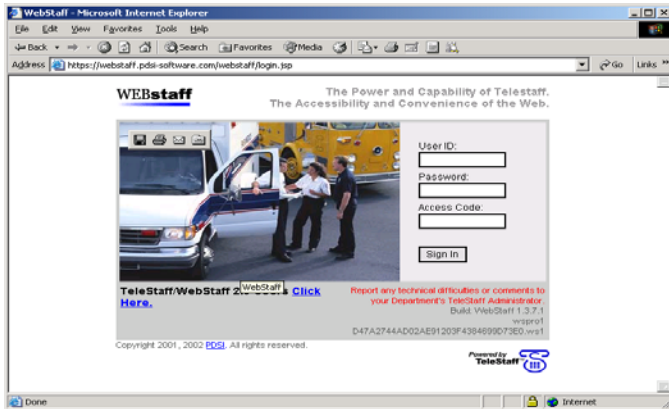 WebStaff - Microsoft Internet Explorer
File Edit View Favorites Tools Help
Back Search Favorites Media
Address https://webstaff.pdsi-software.com/webstaff/login.jsp Go Links »
WEBstaff
The Power and Capability of Telestaff.
The Accessibility and Convenience of the Web.
User ID:
Password:
Access Code:
Sign In
WebStaff
TeleStaff/WebStaff 2. Users Click
Here.
Report any technical difficulties or comments to
your Department's TeleStaff Administrator.
Build: WebStaff 1.3.7.1
wspro1
D47A2744AD02AE91203F4384699D73E0.ws1
Copyright 2001, 2002 PDSI. All rights reserved.
Powered by
TeleStaff
Done Internet